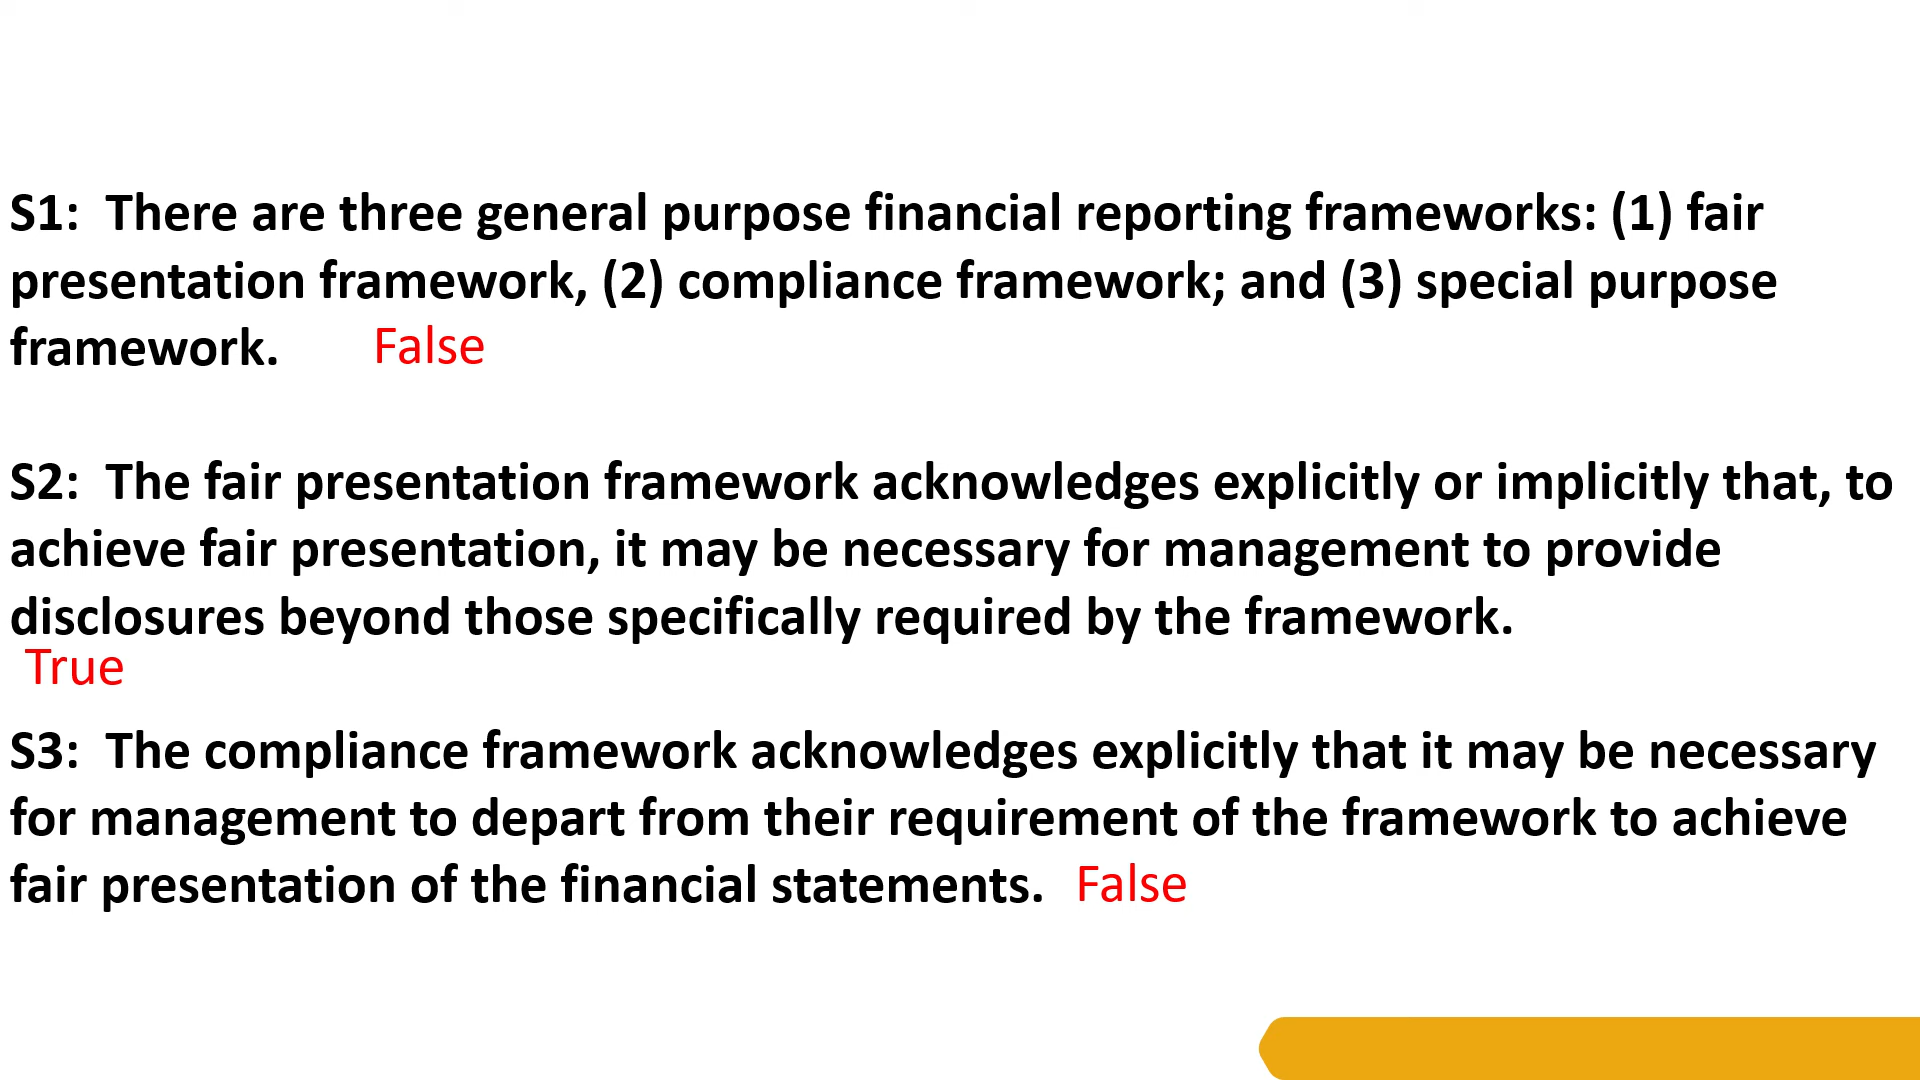 S1:  There are three general purpose financial reporting frameworks: (1) fair
presentation framework, (2) compliance framework; and (3) special purpose
framework. False
S2:  The fair presentation framework acknowledges explicitly or implicitly that, to
achieve fair presentation, it may be necessary for management to provide
disclosures beyond those specifically required by the framework.
True
S3:  The compliance framework acknowledges explicitly that it may be necessary
for management to depart from their requirement of the framework to achieve
fair presentation of the financial statements. False